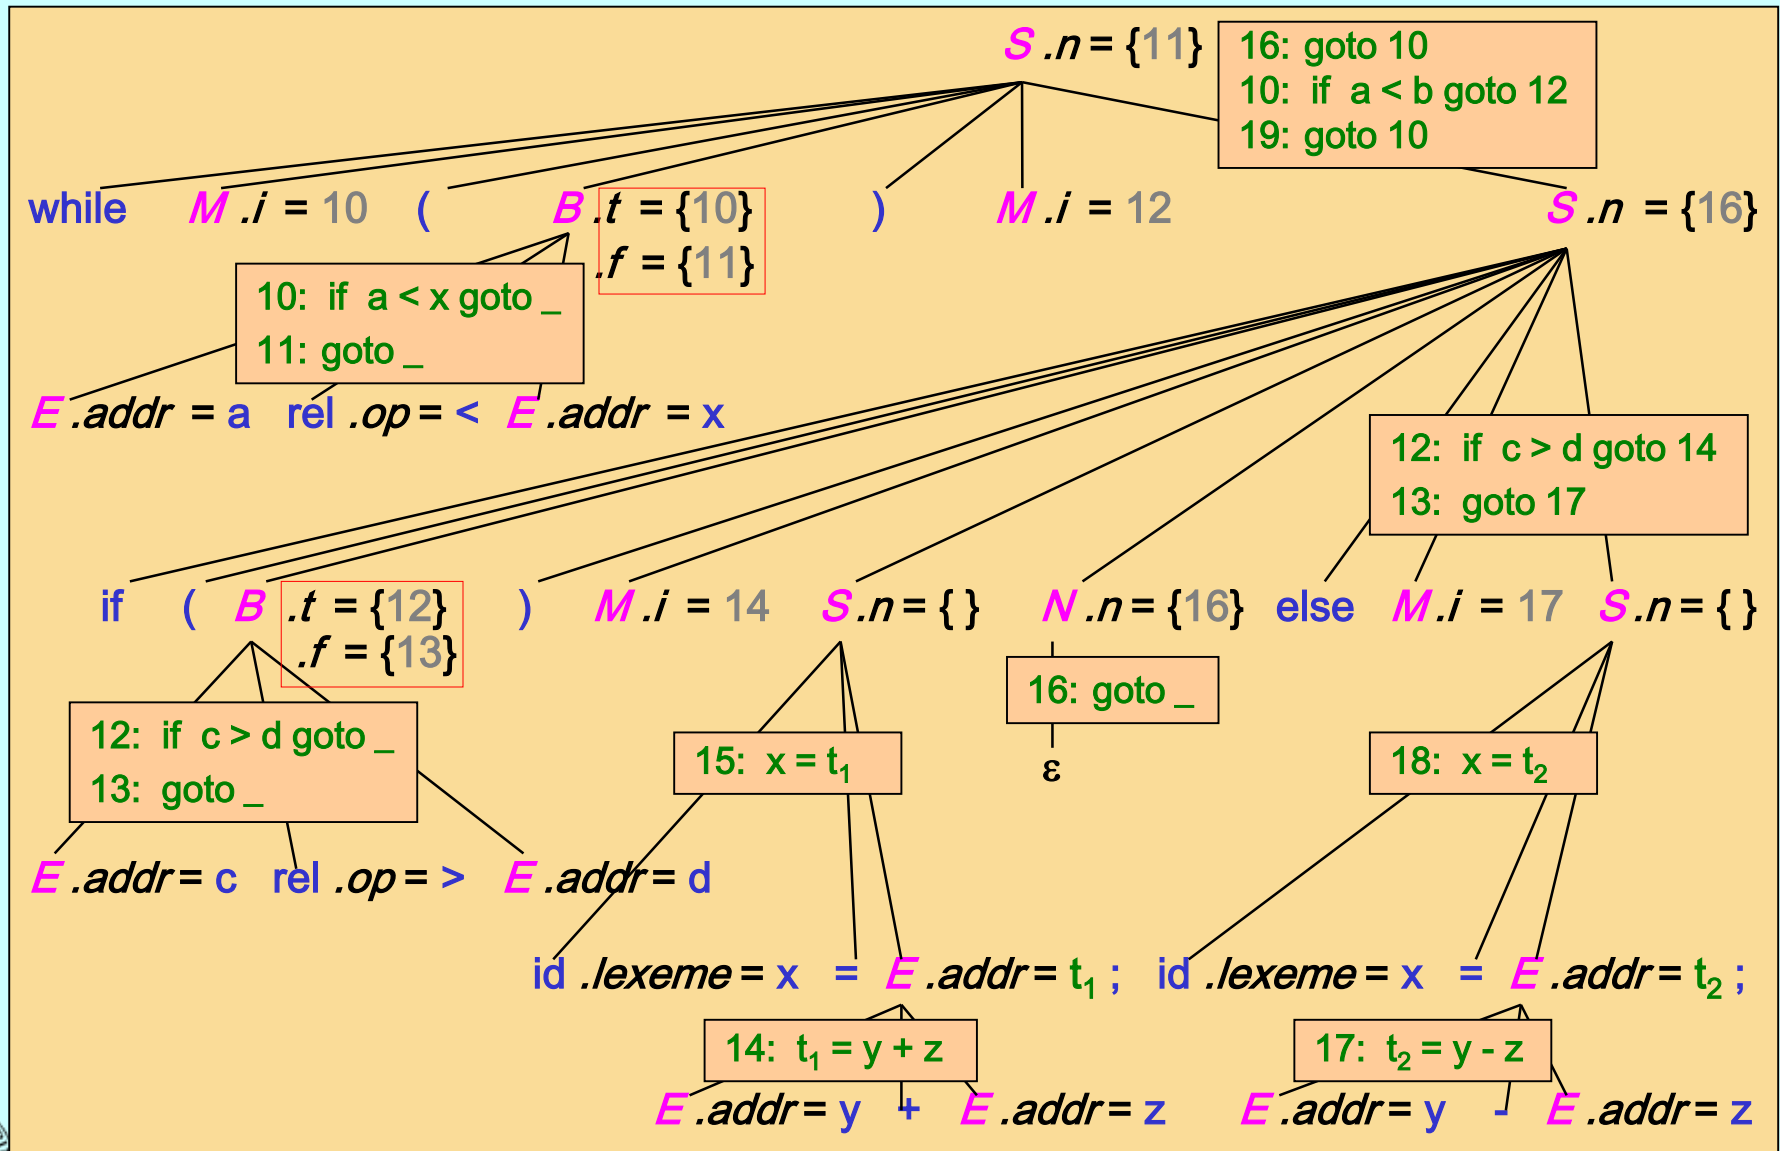 S .n = {11}
16: goto 10
10: if a < b goto 12
19: goto 10
while M .i = 10 ( B .t = {10} ) M .i = 12 S .n = {16}
.f = {11}
10: if a < x goto _
11: goto _
E .addr = a rel .op = < E .addr = x
12: if c > d goto 14
13: goto 17
if ( B .t = {12} ) M .i = 14 S .n = { } N .n = {16} else M .i = 17 S .n = { }
.f = {13}
16: goto _
12: if c > d goto _
13: goto _
15: x = t₁
ε
18: x = t₂
E .addr = c rel .op = > E .addr = d
id .lexeme = x = E .addr = t₁ ; id .lexeme = x = E .addr = t₂ ;
14: t₁ = y + z
17: t₂ = y - z
E .addr = y + E .addr = z E .addr = y - E .addr = z